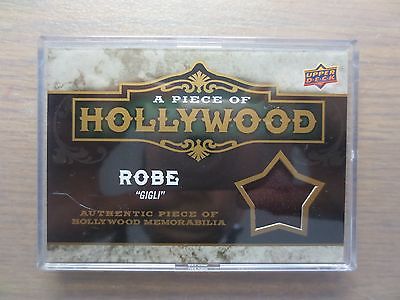 UPPER
DECK
A PIECE OF
HOLLYWOOD
ROBE
"GIGLI"
AUTHENTIC PIECE OF
HOLLYWOOD MEMORABILIA